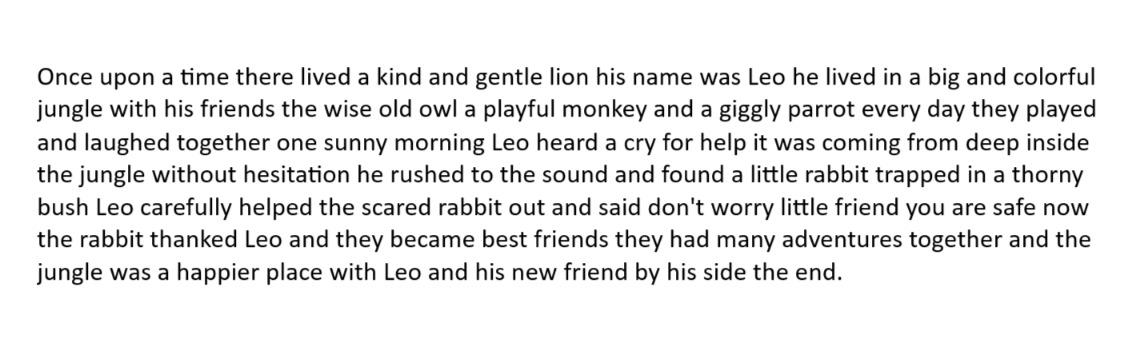 Once upon a time there lived a kind and gentle lion his name was Leo he lived in a big and colorful
jungle with his friends the wise old owl a playful monkey and a giggly parrot every day they played
and laughed together one sunny morning Leo heard a cry for help it was coming from deep inside
the jungle without hesitation he rushed to the sound and found a little rabbit trapped in a thorny
bush Leo carefully helped the scared rabbit out and said don't worry little friend you are safe now
the rabbit thanked Leo and they became best friends they had many adventures together and the
jungle was a happier place with Leo and his new friend by his side the end.